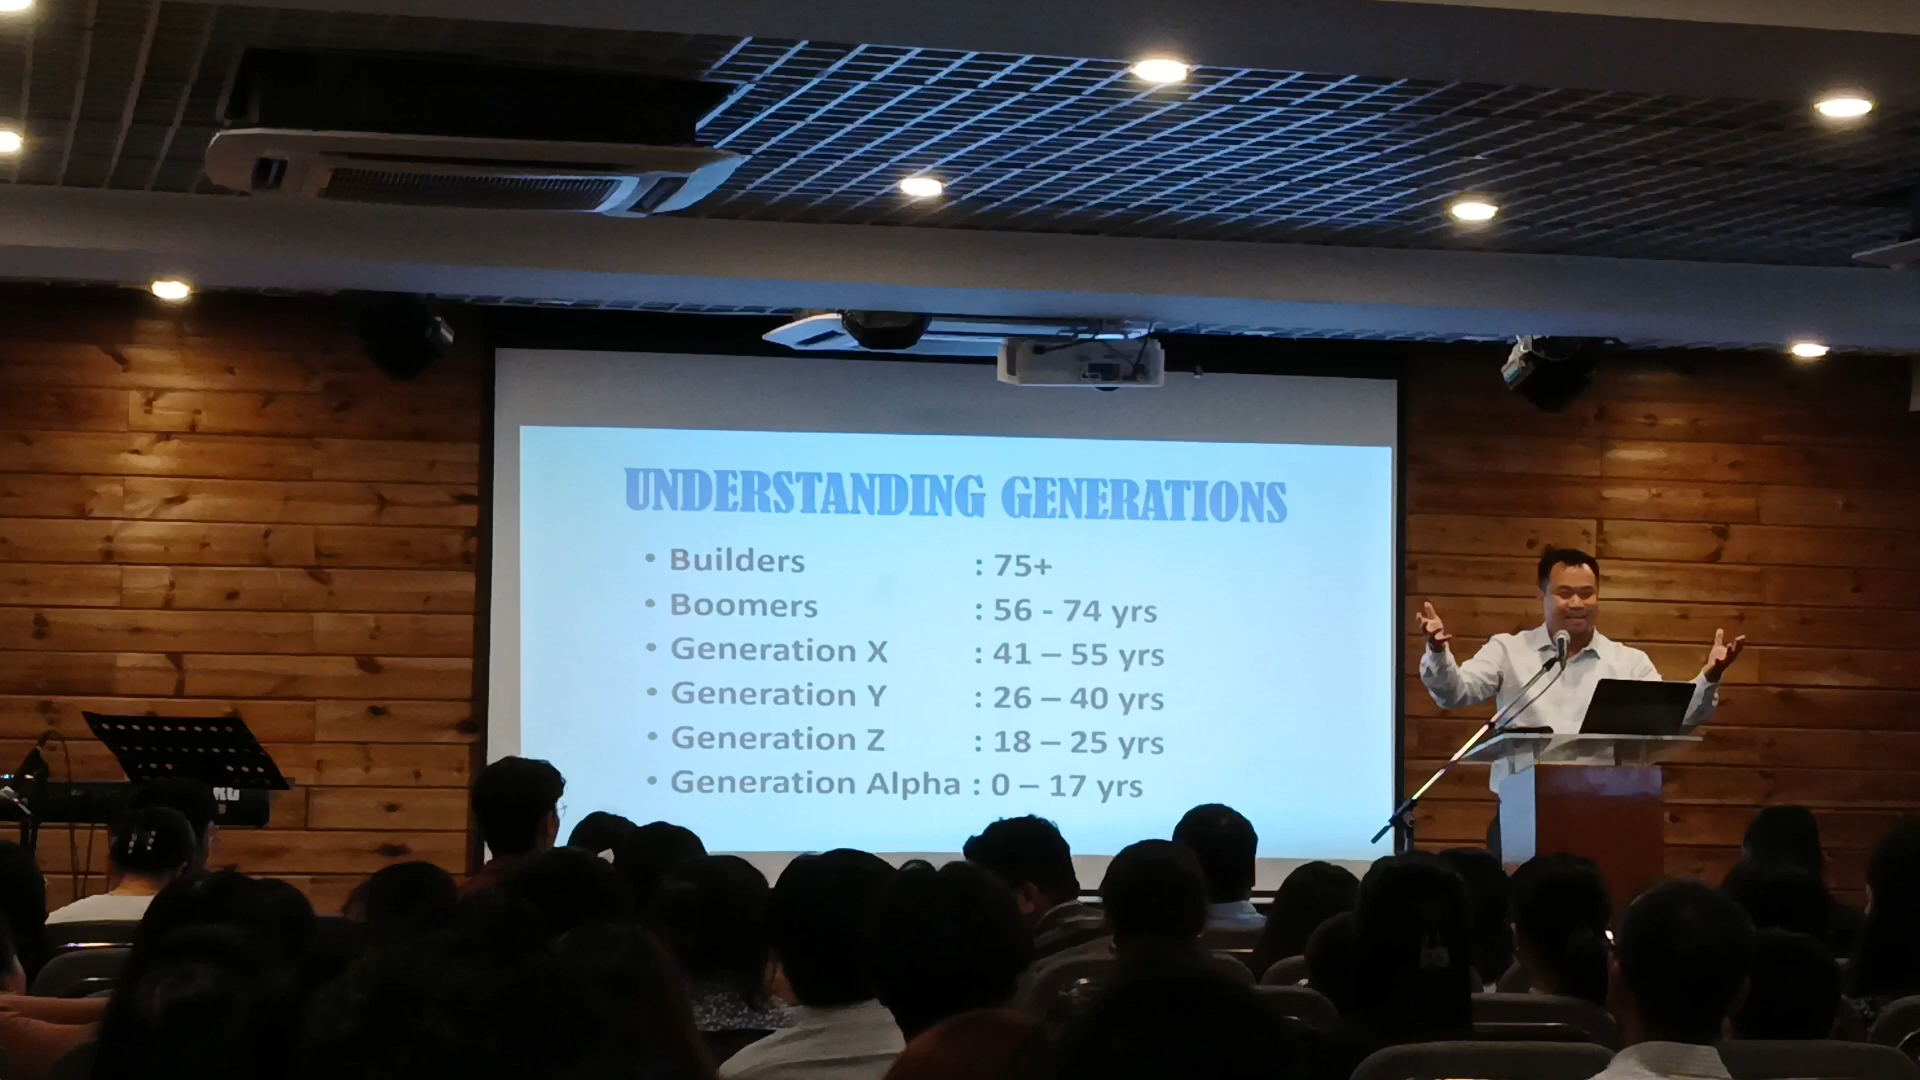 UNDERSTANDING GENERATIONS
• Builders : 75+
• Boomers : 56 - 74 yrs
• Generation X : 41 – 55 yrs
• Generation Y : 26 – 40 yrs
• Generation Z : 18 – 25 yrs
• Generation Alpha : 0 – 17 yrs